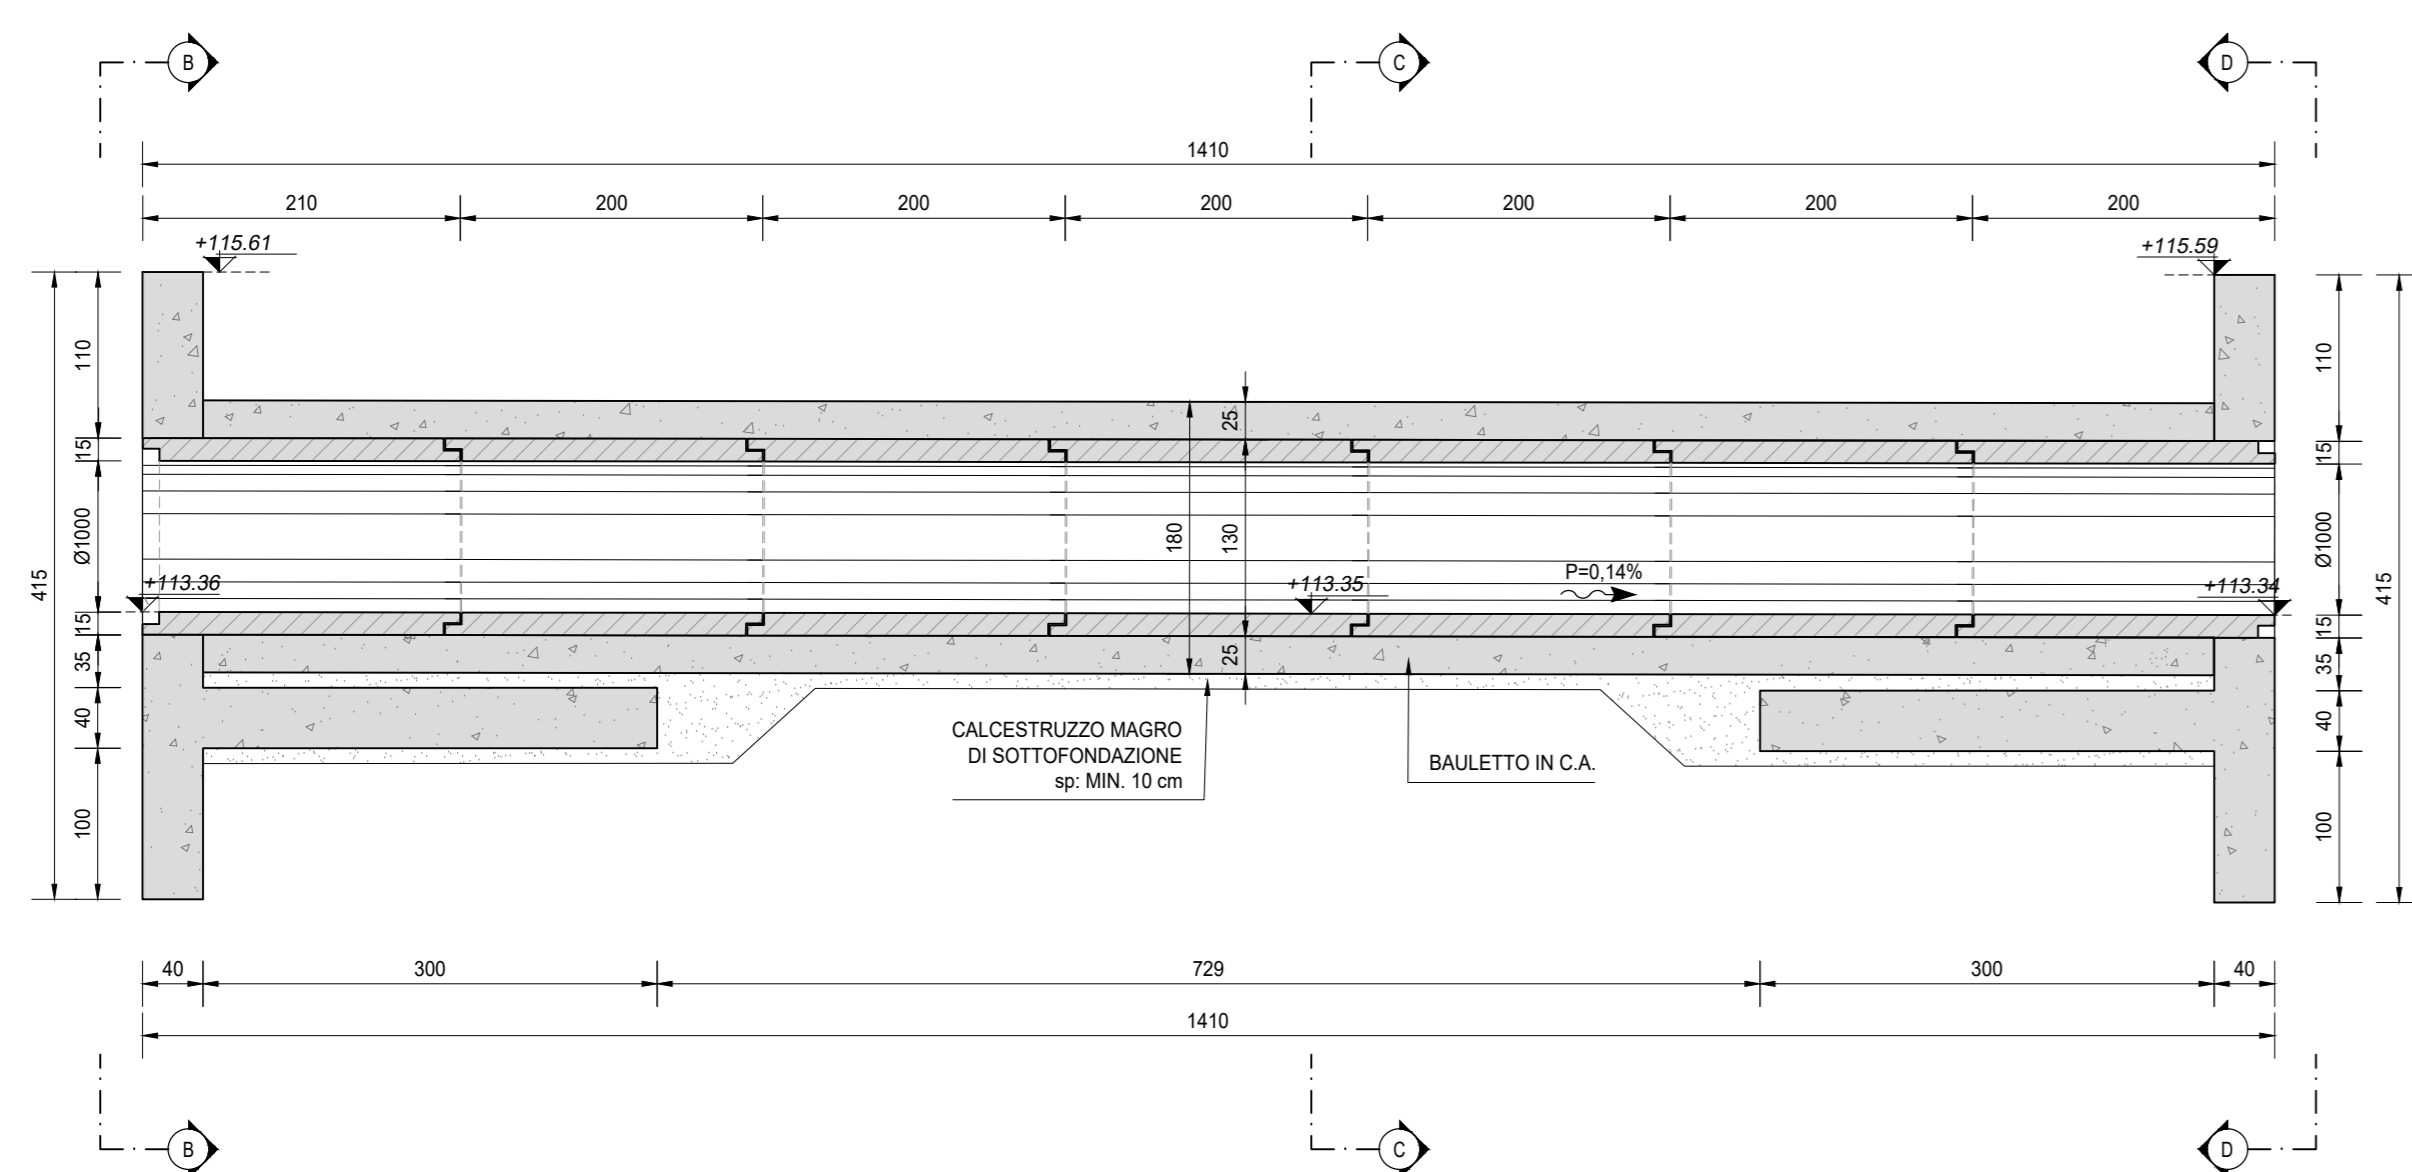 B
C
D
1410
210
200
200
200
200
200
200
+115.61
+115.59
415
110
15
Ø1000
15
35
40
100
+113.36
25
180
130
25
+113.35
P=0,14%
+113.34
110
15
Ø1000
15
35
40
100
415
CALCESTRUZZO MAGRO
DI SOTTOFONDAZIONE
sp: MIN. 10 cm
BAULETTO IN C.A.
40
300
729
300
40
1410
B
C
D